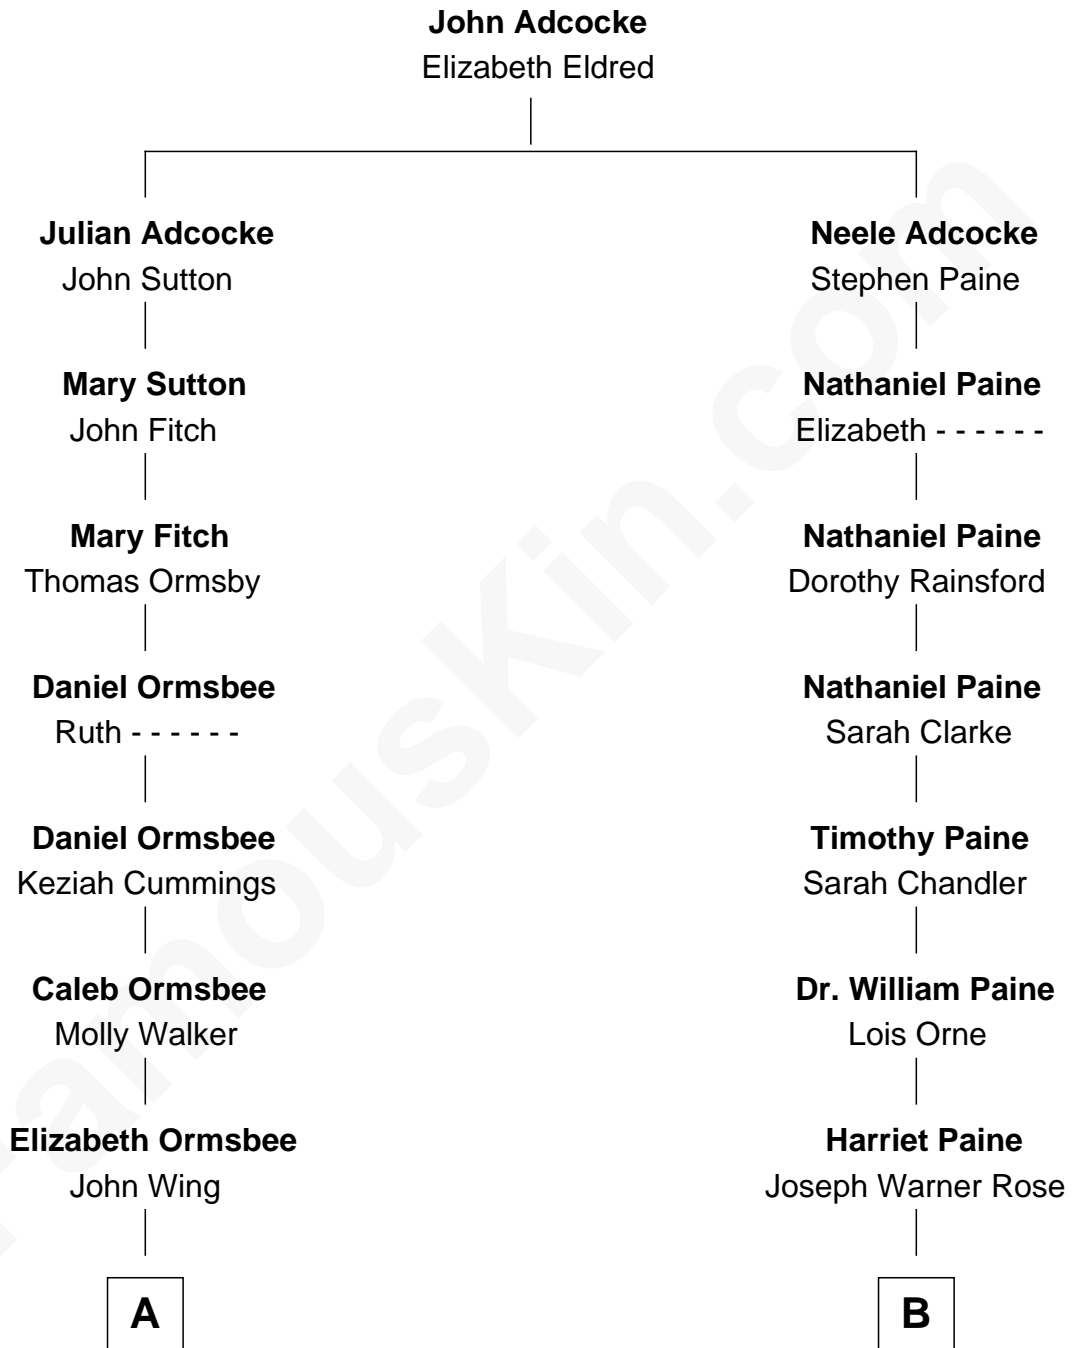 John Adcocke
Elizabeth Eldred
Julian Adcocke
John Sutton
Neele Adcocke
Stephen Paine
Mary Sutton
John Fitch
Nathaniel Paine
Elizabeth - - - - - -
Mary Fitch
Thomas Ormsby
Nathaniel Paine
Dorothy Rainsford
Daniel Ormsbee
Ruth - - - - - -
Nathaniel Paine
Sarah Clarke
Daniel Ormsbee
Keziah Cummings
Timothy Paine
Sarah Chandler
Caleb Ormsbee
Molly Walker
Dr. William Paine
Lois Orne
Elizabeth Ormsbee
John Wing
Harriet Paine
Joseph Warner Rose
A
B
FamousKin.com